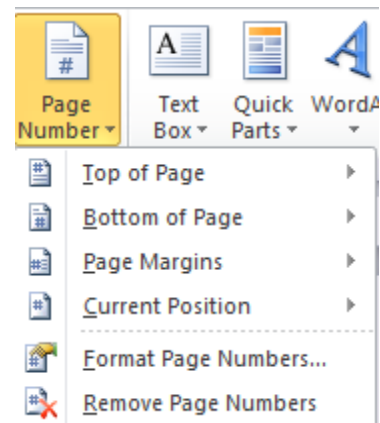 Page Text Quick WordA
Number Box Parts
Top of Page
Bottom of Page
Page Margins
Current Position
Format Page Numbers...
Remove Page Numbers